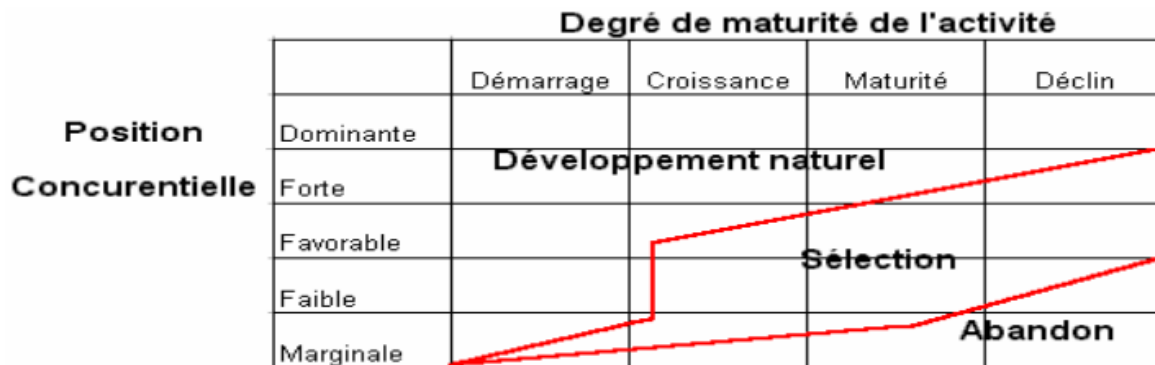 Degré de maturité de l'activité
Démarrage Croissance Maturité Déclin
Position
Concurentielle
Dominante
Développement naturel
Forte
Favorable
Sélection
Faible
Abandon
Marginale